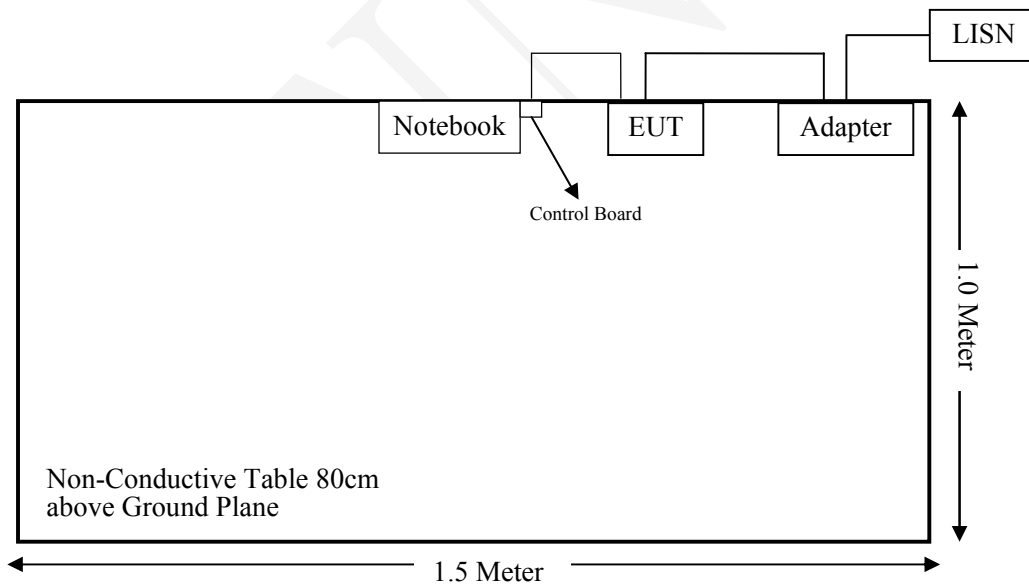 LISN
Notebook
EUT
Adapter
Control Board
1.0 Meter
Non-Conductive Table 80cm
above Ground Plane
1.5 Meter